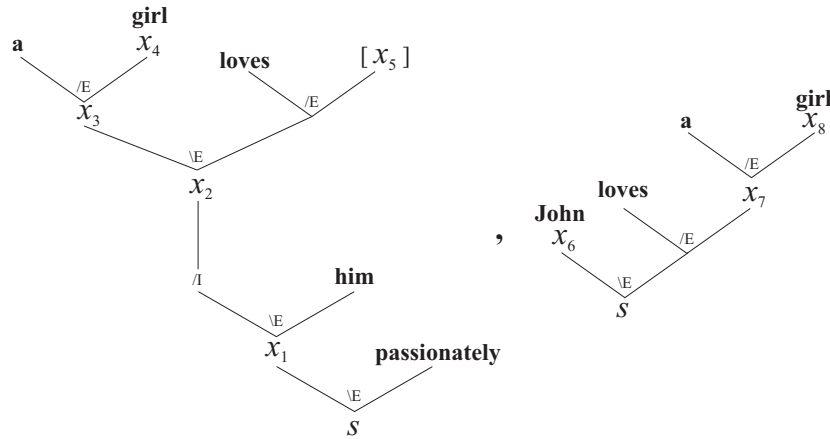 girl
a x₄ loves [ x₅ ]
/E /E
x₃
\E
x₂
/I him
\E
x₁ passionately
\E
s
,
girl
a x₈
/E
John loves x₇
x₆ /E
\E
s